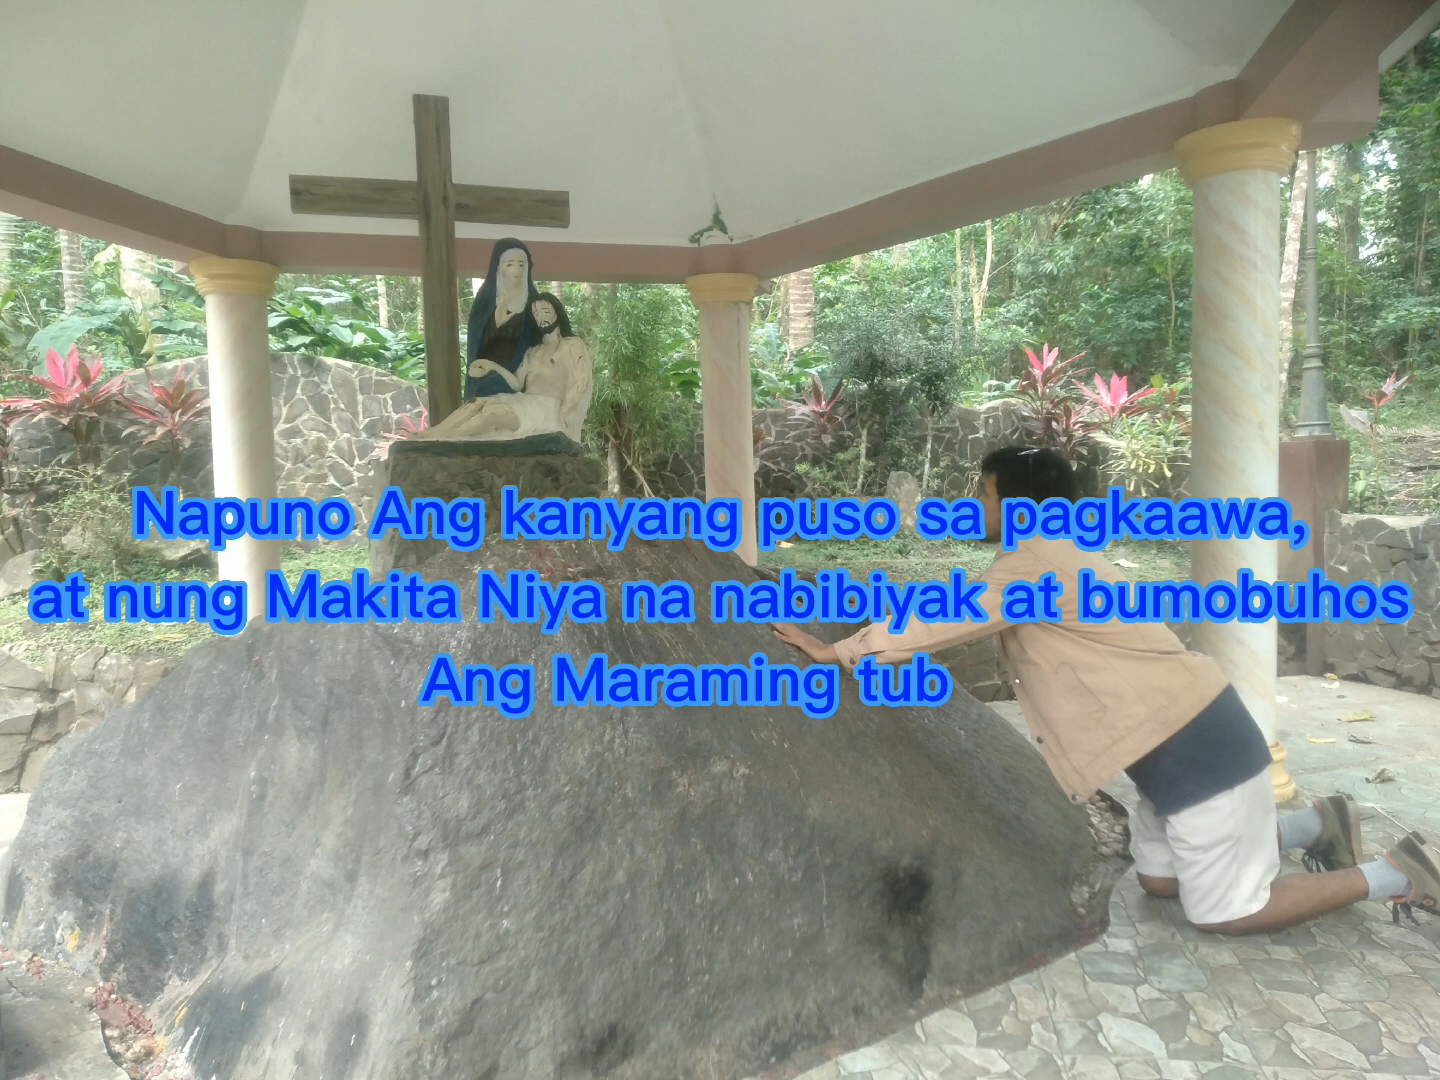 Napuno Ang kanyang puso sa pagkaawa,
at nung Makita Niya na nabibiyak at bumobuhos
Ang Maraming tub